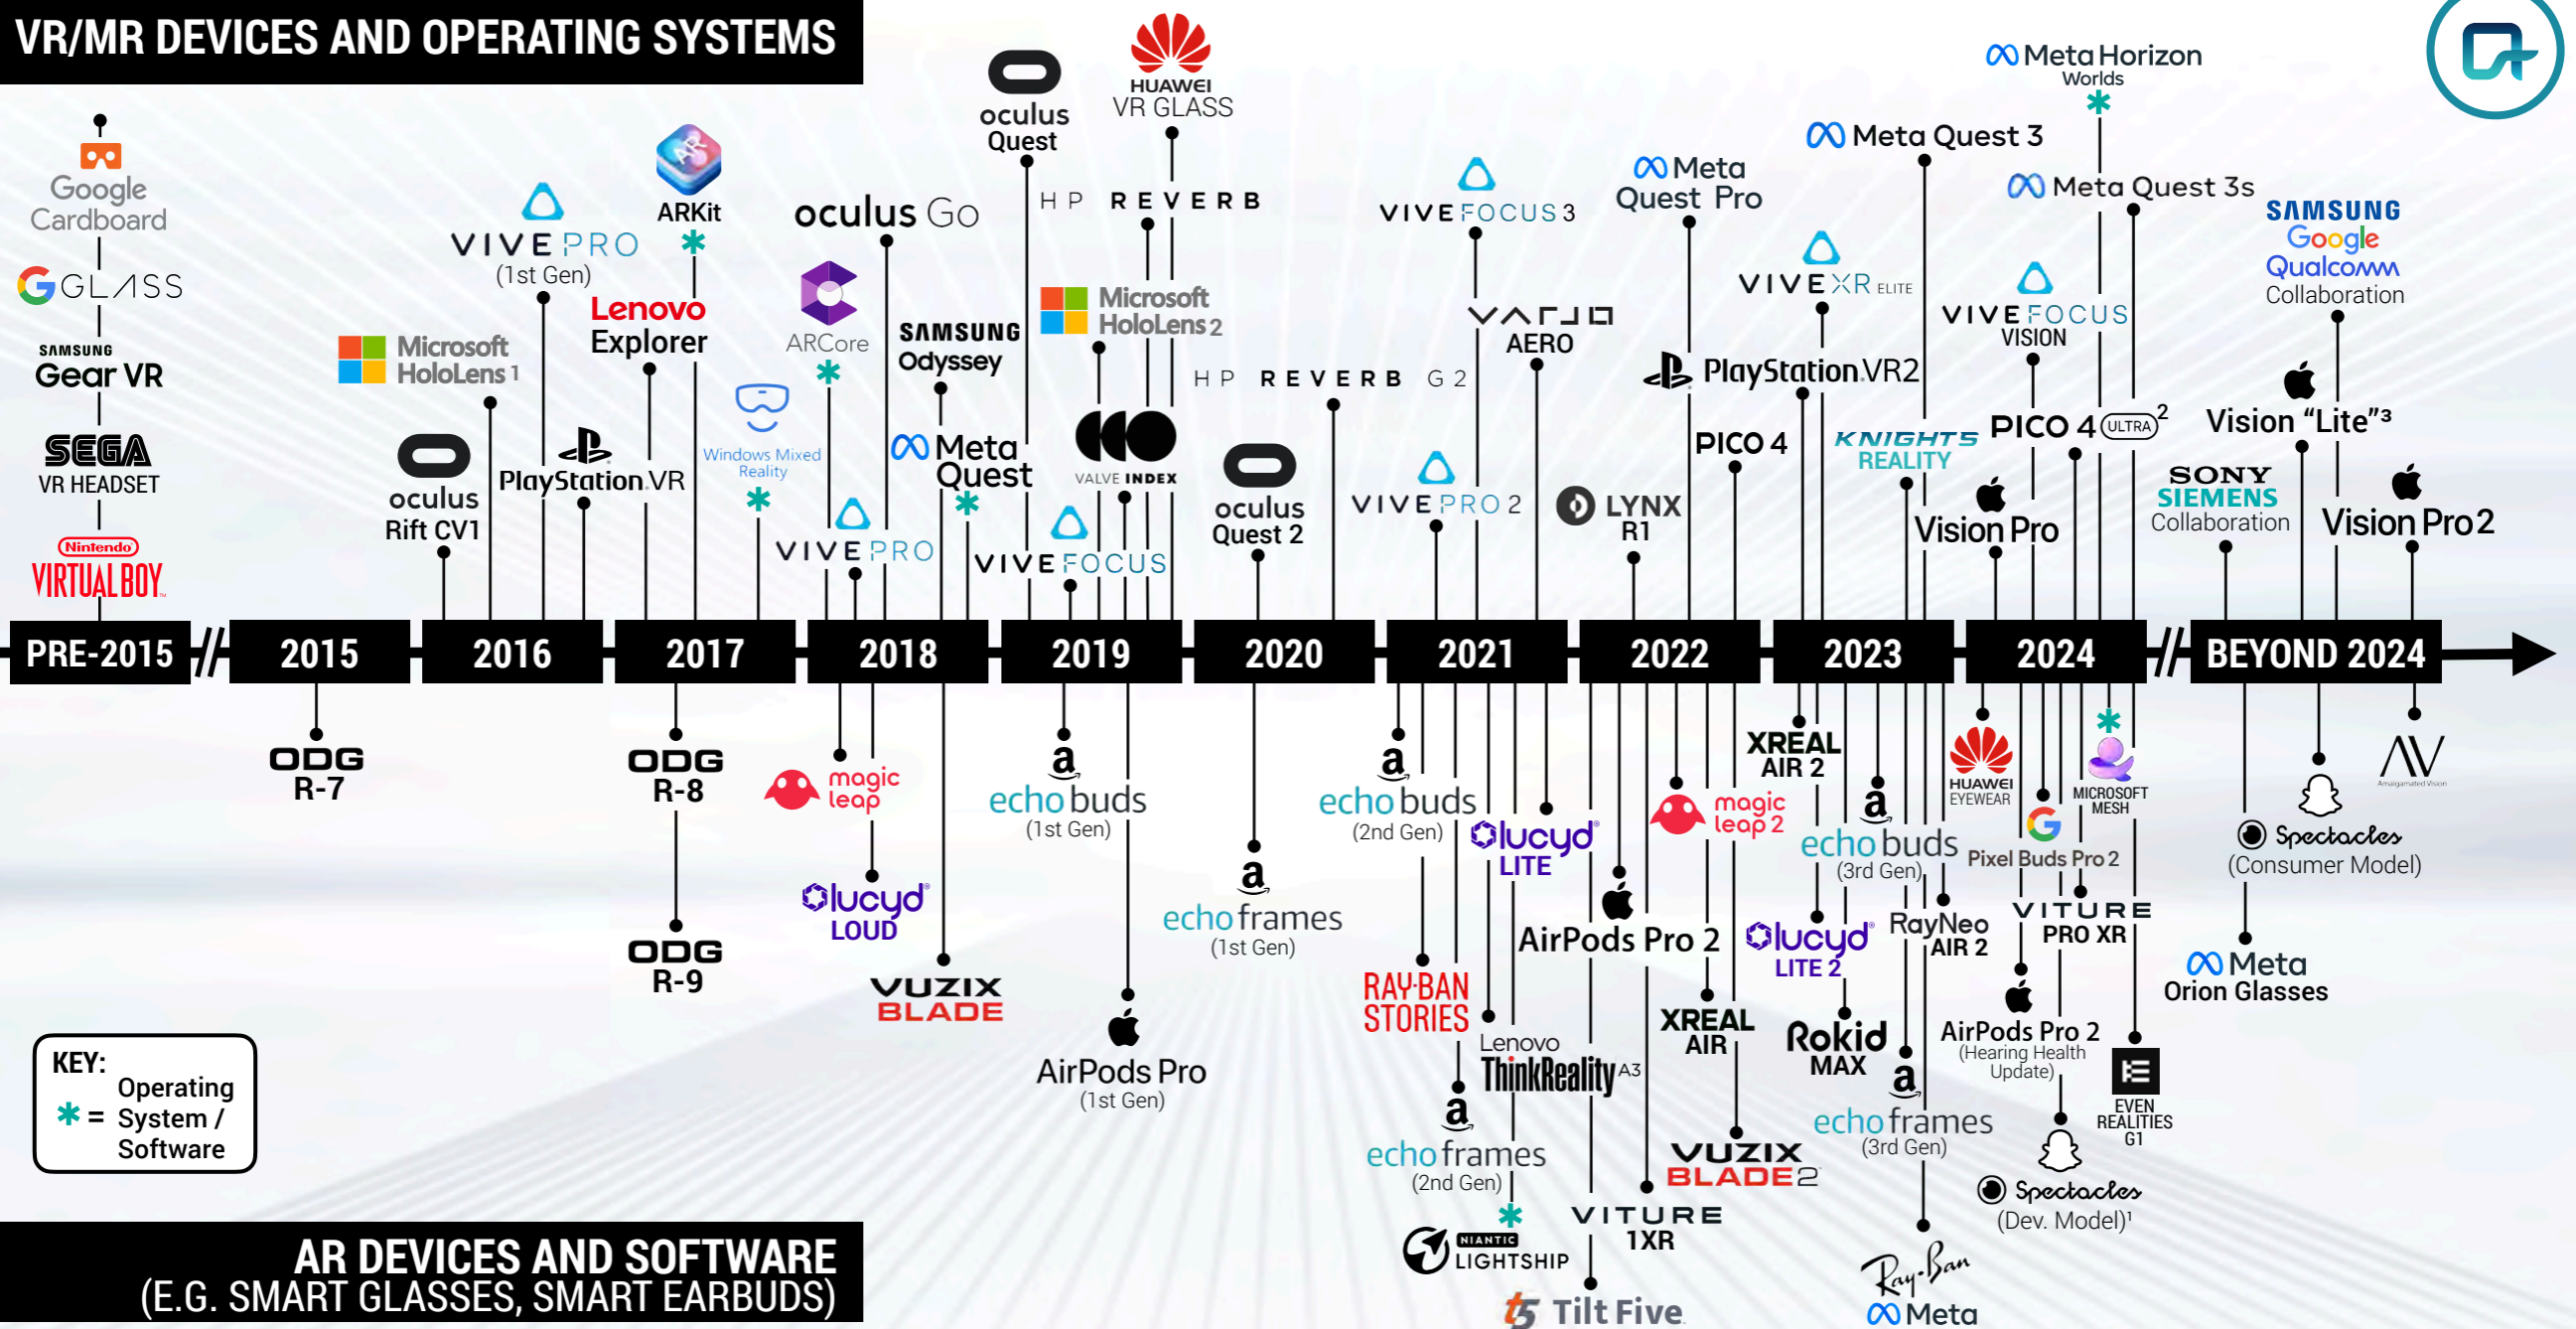 VR/MR DEVICES AND OPERATING SYSTEMS
Google
Cardboard
GLASS
SAMSUNG
Gear VR
SEGA
VR HEADSET
Nintendo
VIRTUAL BOY
Microsoft
HoloLens 1
oculus
Rift CV1
VIVE PRO
(1st Gen)
PlayStation VR
Lenovo
Explorer
AR
ARKit
*
Windows Mixed
Reality
*
ARCore
*
VIVE PRO
oculus Go
SAMSUNG
Odyssey
Meta
Quest
*
oculus
Quest
VIVE FOCUS
Microsoft
HoloLens 2
VALVE INDEX
HP REVERB
HUAWEI
VR GLASS
oculus
Quest 2
HP REVERB G2
VIVE PRO 2
VIVE FOCUS 3
VARJO
AERO
LYNX
R1
Meta
Quest Pro
PICO 4
PlayStation VR2
VIVE XR ELITE
KNIGHTS
REALITY
Meta Quest 3
Vision Pro
VIVE FOCUS
VISION
PICO 4 ULTRA 2
Meta Horizon
Worlds
*
Meta Quest 3s
SONY
SIEMENS
Collaboration
Vision “Lite”³
SAMSUNG
Google
Qualcomm
Collaboration
Vision Pro 2
PRE-2015
2015
2016
2017
2018
2019
2020
2021
2022
2023
2024
BEYOND 2024
ODG
R-7
ODG
R-8
ODG
R-9
magic
leap
lucyd®
LOUD
VUZIX
BLADE
a
echo buds
(1st Gen)
AirPods Pro
(1st Gen)
a
echo frames
(1st Gen)
a
echo buds
(2nd Gen)
RAY-BAN
STORIES
a
echo frames
(2nd Gen)
Lenovo
ThinkReality A3
*
NIANTIC
LIGHTSHIP
lucyd®
LITE
t5 Tilt Five
AirPods Pro 2
VITURE
1XR
magic
leap 2
XREAL
AIR
VUZIX
BLADE 2
XREAL
AIR 2
lucyd®
LITE 2
Rokid
MAX
a
echo buds
(3rd Gen)
a
echo frames
(3rd Gen)
Ray-Ban
Meta
RayNeo
AIR 2
HUAWEI
EYEWEAR
AirPods Pro 2
(Hearing Health
Update)
Pixel Buds Pro 2
Spectacles
(Dev. Model)¹
VITURE
PRO XR
*
MICROSOFT
MESH
EVEN
REALITIES
G1
Meta
Orion Glasses
Spectacles
(Consumer Model)
AV
Amalgamated Vision
KEY:
* = Operating
System /
Software
AR DEVICES AND SOFTWARE
(E.G. SMART GLASSES, SMART EARBUDS)